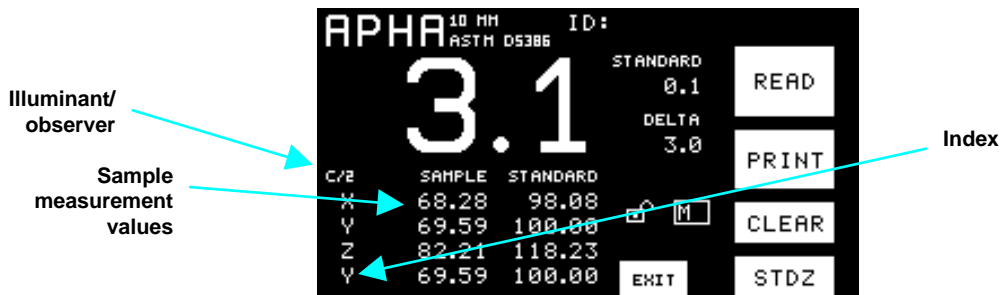 APHA 10 MM ASTM D5386 ID:
3.1
STANDARD
0.1
DELTA
3.0
READ
PRINT
CLEAR
STDZ
EXIT
M
C/2 SAMPLE STANDARD
X 68.28 98.08
Y 69.59 100.00
Z 82.21 118.23
Y 69.59 100.00
Illuminant/
observer
Sample
measurement
values
Index